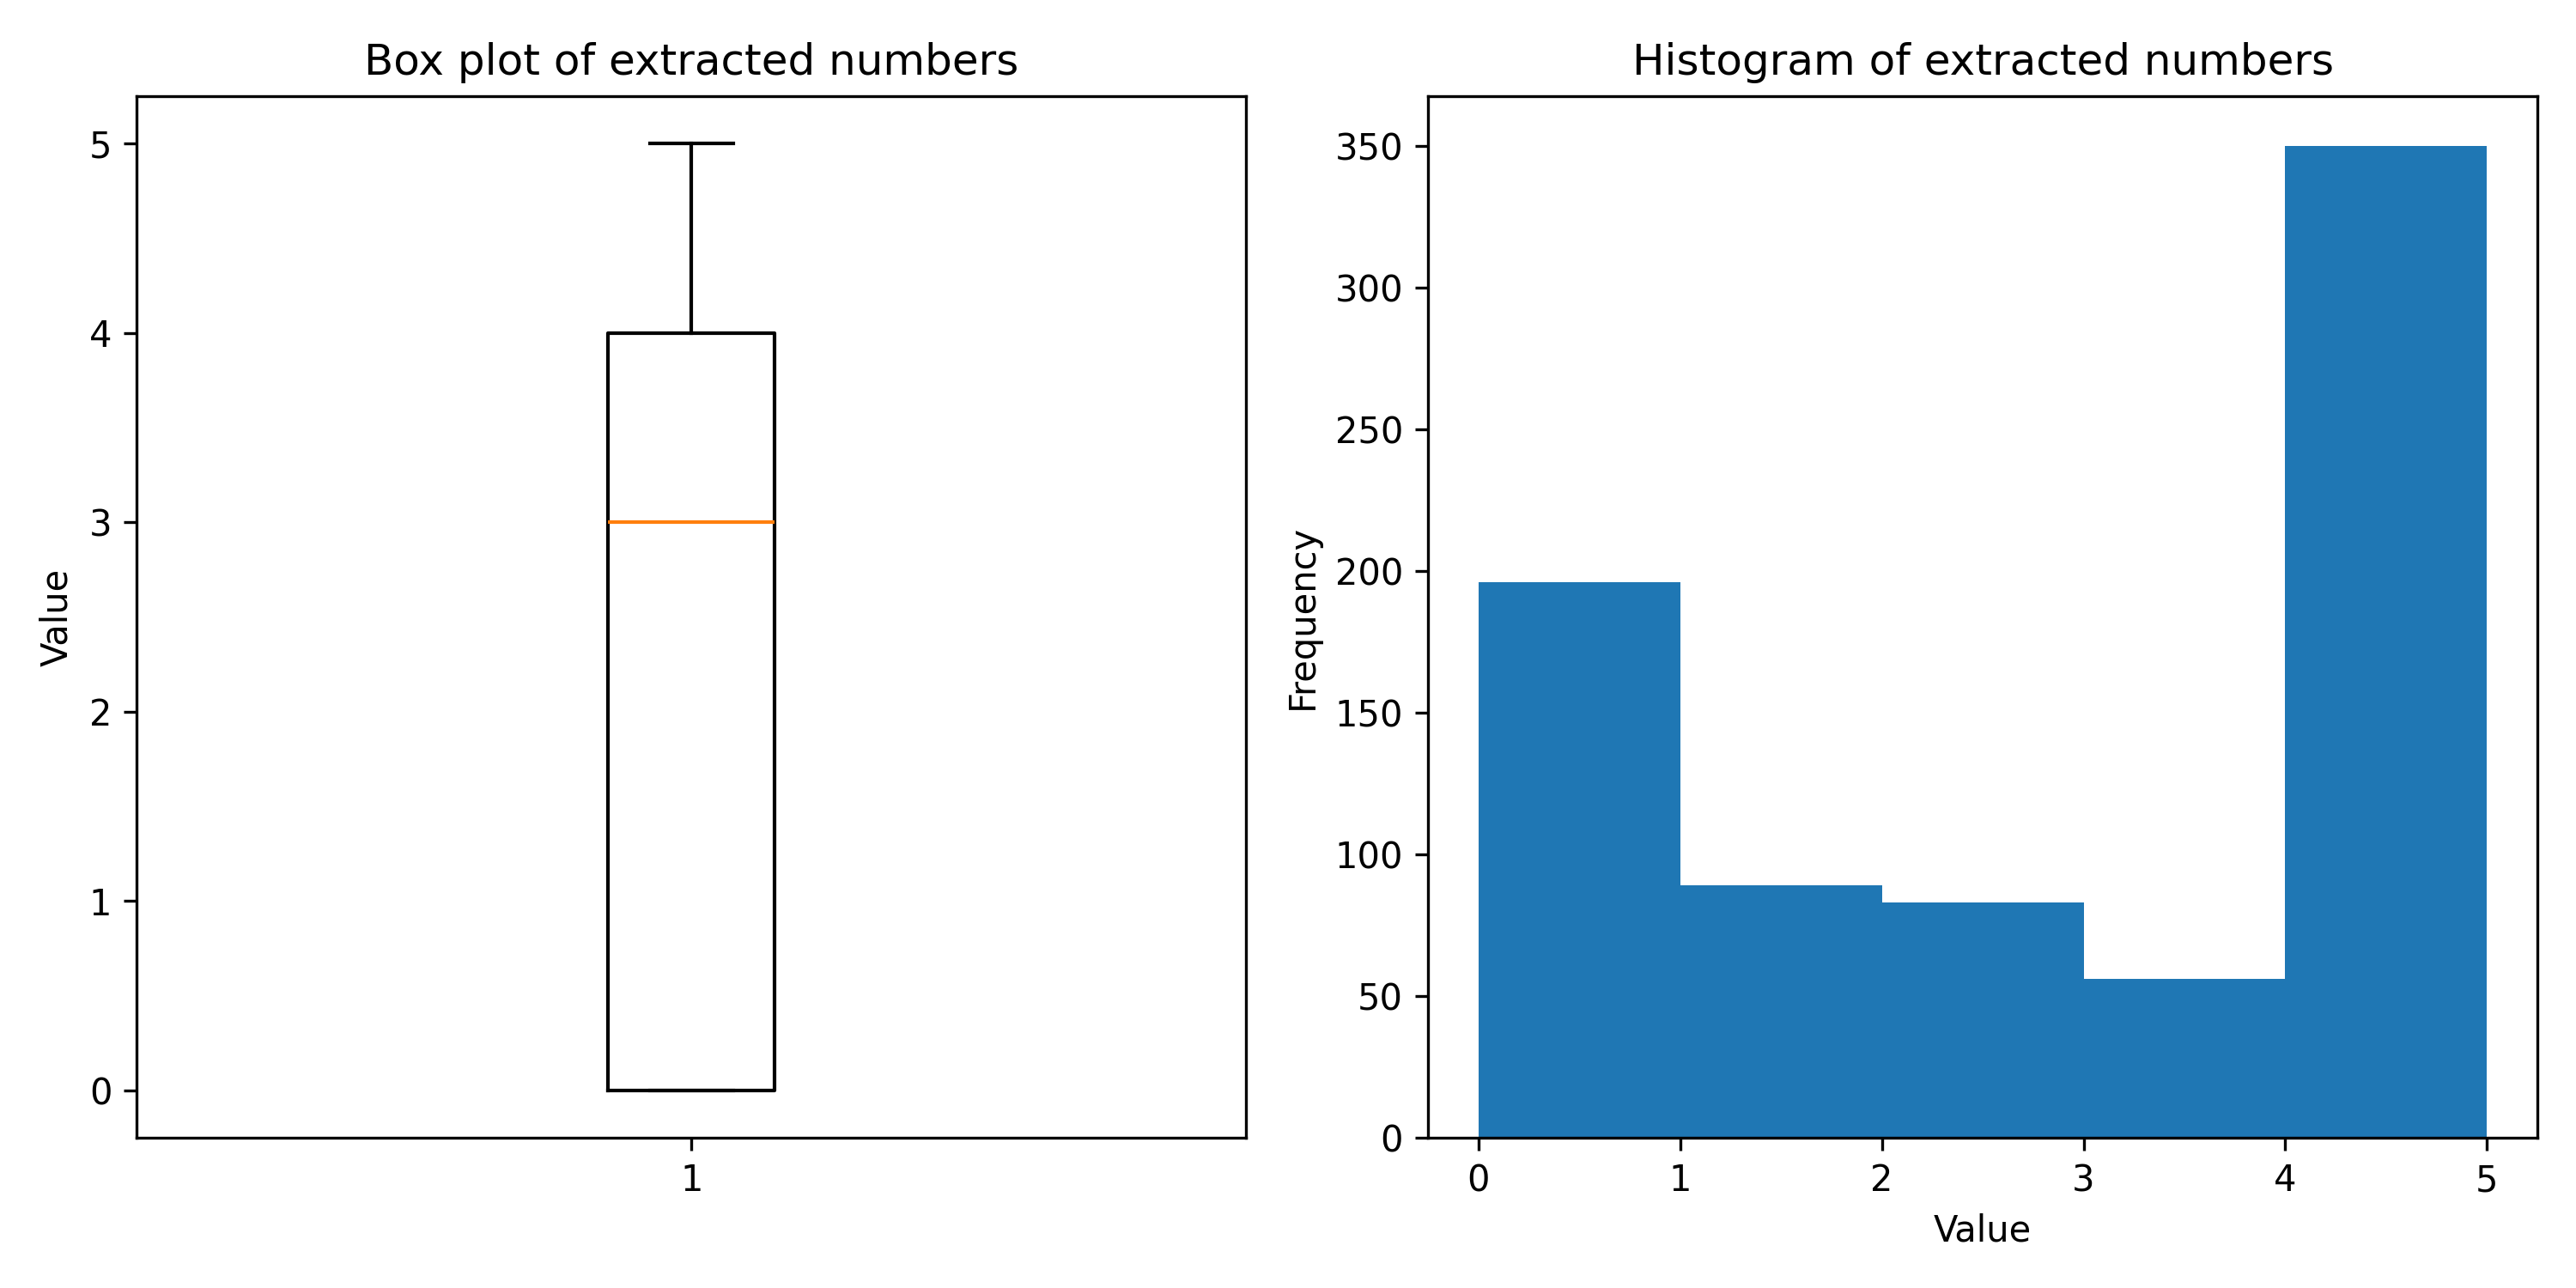 Box plot of extracted numbers
Value
5
4
3
2
1
0
1
Histogram of extracted numbers
Frequency
350
300
250
200
150
100
50
0
0 1 2 3 4 5
Value